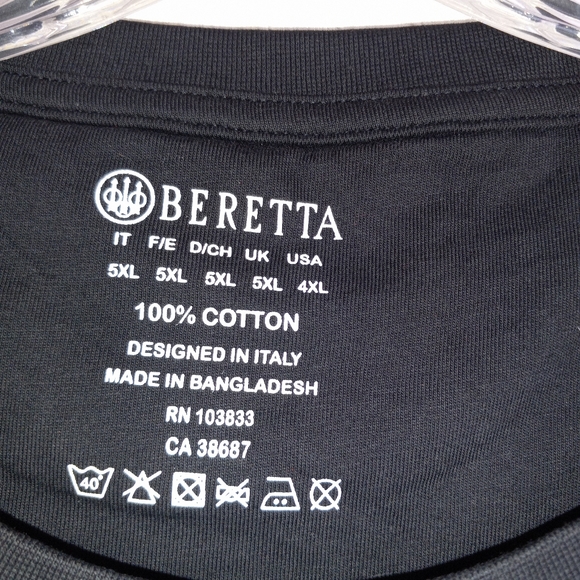 BERETTA
IT F/E D/CH UK USA
5XL 5XL 5XL 5XL 4XL
100% COTTON
DESIGNED IN ITALY
MADE IN BANGLADESH
RN 103833
CA 38687
40°